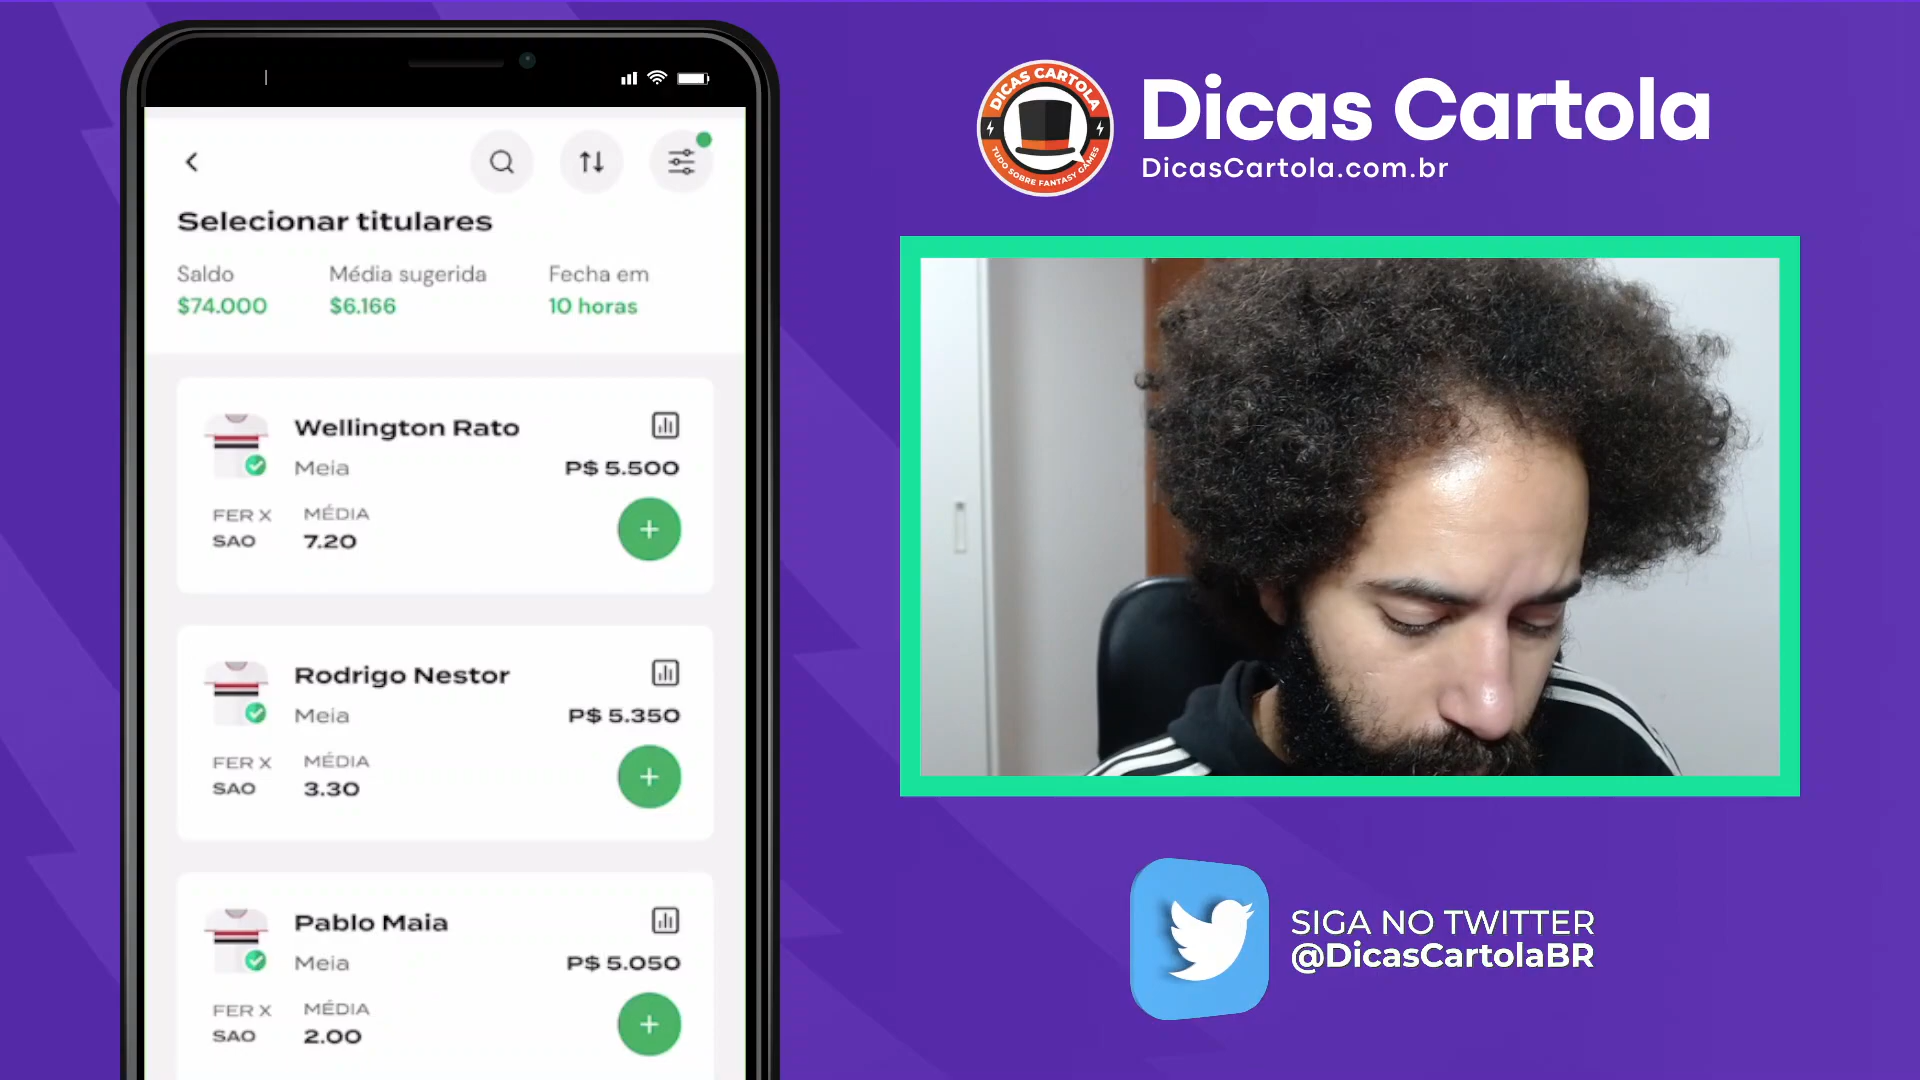 Selecionar titulares
Saldo Média sugerida Fecha em
$74.000 $6.166 10 horas
Wellington Rato
Meia P$ 5.500
FER X MÉDIA
SAO 7.20
Rodrigo Nestor
Meia P$ 5.350
FER X MÉDIA
SAO 3.30
Pablo Maia
Meia P$ 5.050
FER X MÉDIA
SAO 2.00
DICAS CARTOLA
TUDO SOBRE FANTASY GAMES
Dicas Cartola
DicasCartola.com.br
SIGA NO TWITTER
@DicasCartolaBR